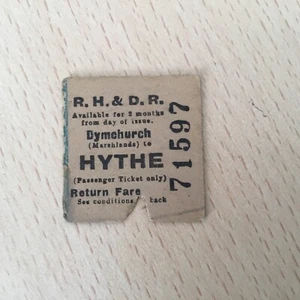 R. H. & D. R.
Available for 2 months
from day of issue.
Dymchurch
(Marshlands) to
HYTHE
(Passenger Ticket only)
Return Fare
See conditions back
71597